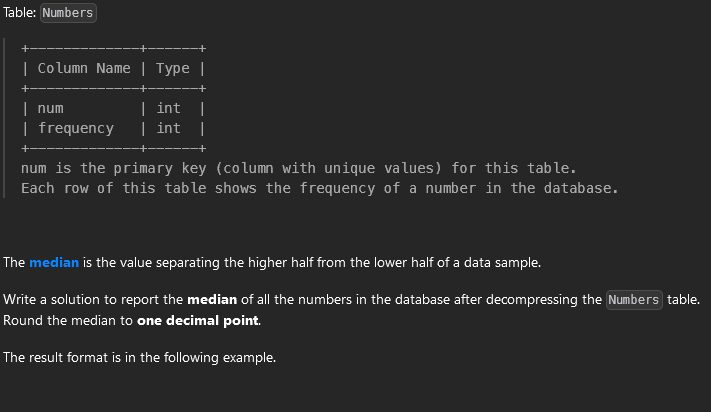 Table: Numbers
+-------------+------+
| Column Name | Type |
+-------------+------+
| num         | int  |
| frequency   | int  |
+-------------+------+
num is the primary key (column with unique values) for this table.
Each row of this table shows the frequency of a number in the database.
The median is the value separating the higher half from the lower half of a data sample.
Write a solution to report the median of all the numbers in the database after decompressing the Numbers table.
Round the median to one decimal point.
The result format is in the following example.